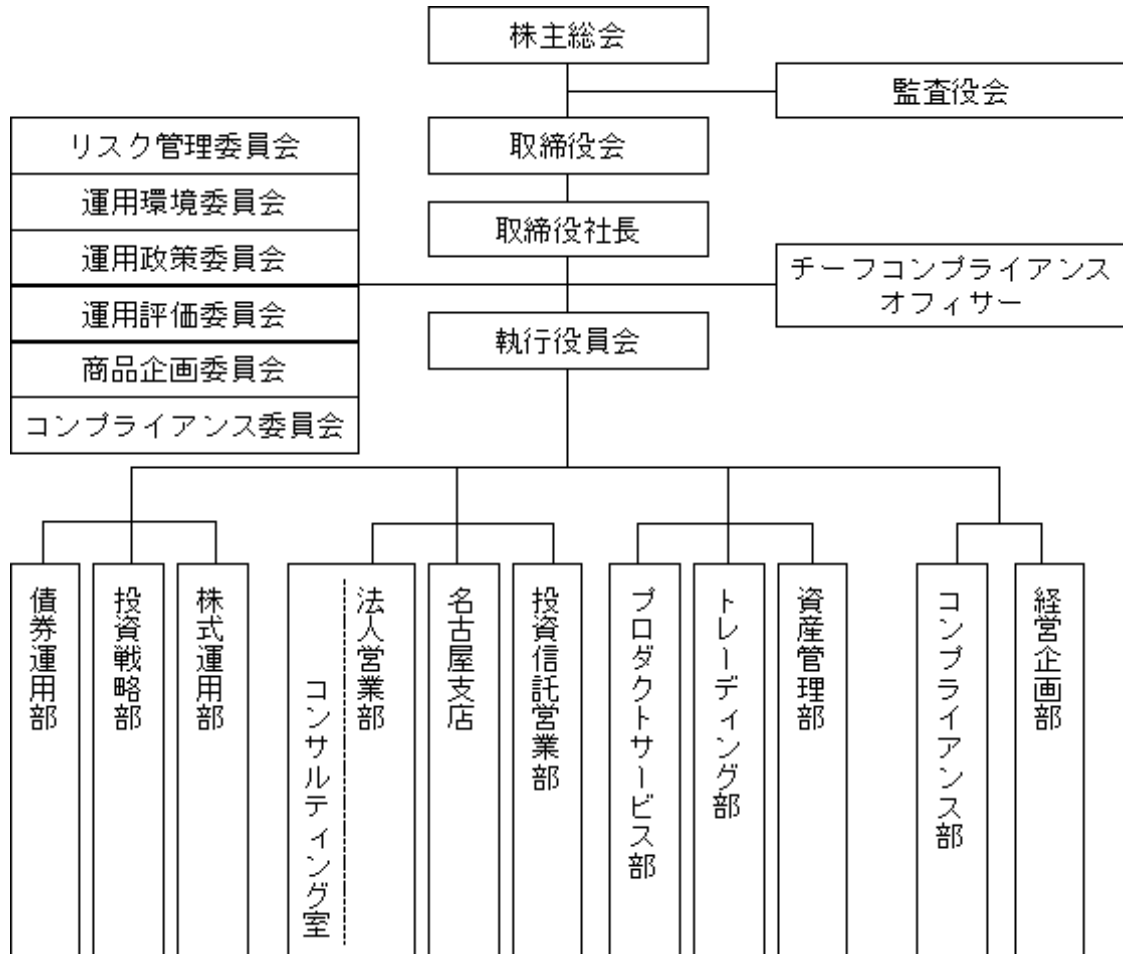 株主総会
監査役会
リスク管理委員会
取締役会
運用環境委員会
取締役社長
運用政策委員会
チーフコンプライアンス
オフィサー
運用評価委員会
執行役員会
商品企画委員会
コンプライアンス委員会
債券運用部
投資戦略部
株式運用部
法人営業部
コンサルティング室
名古屋支店
投資信託営業部
プロダクトサービス部
トレーディング部
資産管理部
コンプライアンス部
経営企画部